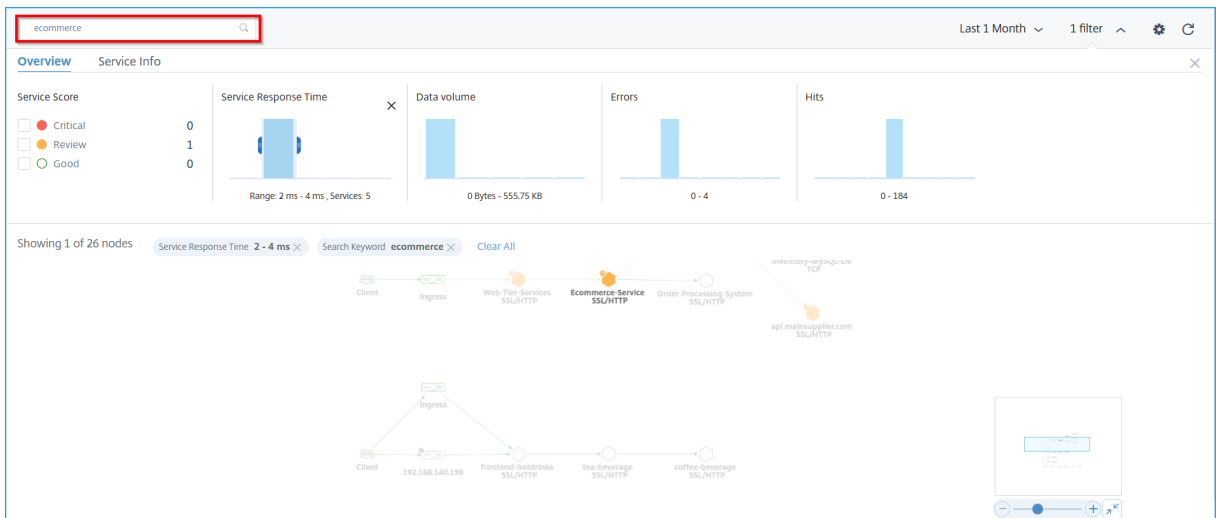 ecommerce
Last 1 Month
1 filter
Overview
Service Info
Service Score
Critical 0
Review 1
Good 0
Service Response Time
Range: 2 ms - 4 ms , Services: 5
Data volume
0 Bytes - 555.75 KB
Errors
0 - 4
Hits
0 - 184
Showing 1 of 26 nodes
Service Response Time 2 - 4 ms
Search Keyword ecommerce
Clear All
Inventory-MySQL-DB
TCP
Client
Ingress
Web-Tier-Services
SSL/HTTP
Ecommerce-Service
SSL/HTTP
Order-Processing-System
SSL/HTTP
api.mainsupplier.com
SSL/HTTP
Ingress
Client
192.168.140.190
frontend-hotdrinks
SSL/HTTP
tea-beverage
SSL/HTTP
coffee-beverage
SSL/HTTP